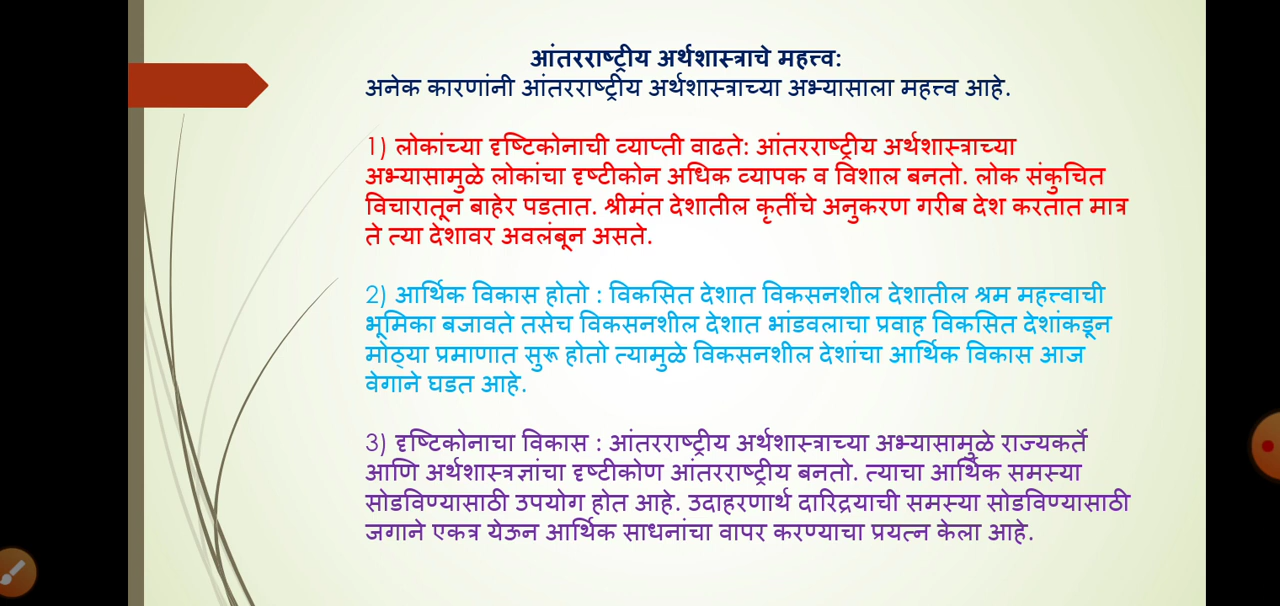 आंतरराष्ट्रीय अर्थशास्त्राचे महत्त्व:
अनेक कारणांनी आंतरराष्ट्रीय अर्थशास्त्राच्या अभ्यासाला महत्त्व आहे.
1) लोकांच्या दृष्टिकोनाची व्याप्ती वाढते: आंतरराष्ट्रीय अर्थशास्त्राच्या
अभ्यासामुळे लोकांचा दृष्टीकोन अधिक व्यापक व विशाल बनतो. लोक संकुचित
विचारातून बाहेर पडतात. श्रीमंत देशातील कृतींचे अनुकरण गरीब देश करतात मात्र
ते त्या देशावर अवलंबून असते.
2) आर्थिक विकास होतो : विकसित देशात विकसनशील देशातील श्रम महत्त्वाची
भूमिका बजावते तसेच विकसनशील देशात भांडवलाचा प्रवाह विकसित देशांकडून
मोठ्या प्रमाणात सुरू होतो त्यामुळे विकसनशील देशांचा आर्थिक विकास आज
वेगाने घडत आहे.
3) दृष्टिकोनाचा विकास : आंतरराष्ट्रीय अर्थशास्त्राच्या अभ्यासामुळे राज्यकर्ते
आणि अर्थशास्त्रज्ञांचा दृष्टीकोण आंतरराष्ट्रीय बनतो. त्याचा आर्थिक समस्या
सोडविण्यासाठी उपयोग होत आहे. उदाहरणार्थ दारिद्रयाची समस्या सोडविण्यासाठी
जगाने एकत्र येऊन आर्थिक साधनांचा वापर करण्याचा प्रयत्न केला आहे.